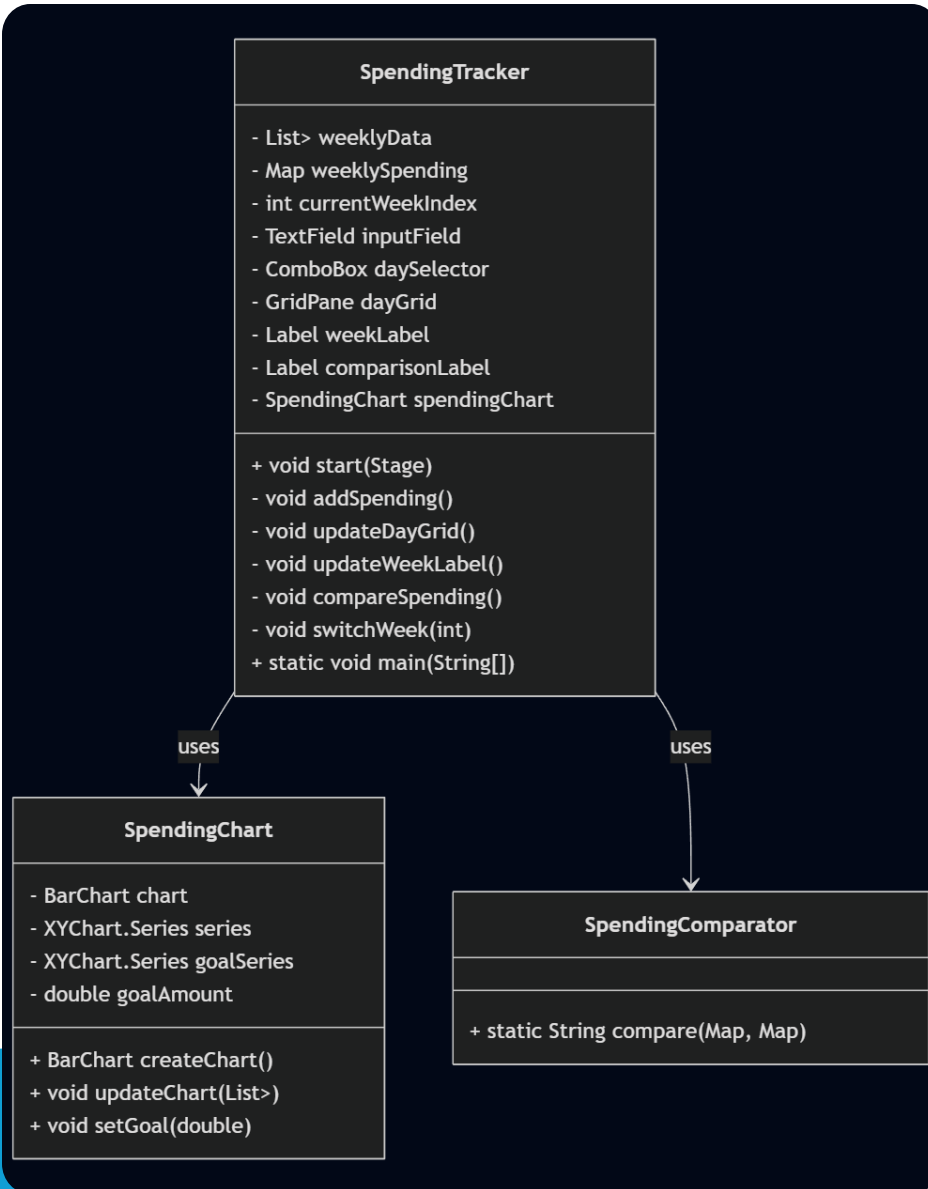 SpendingTracker
- List> weeklyData
- Map weeklySpending
- int currentWeekIndex
- TextField inputField
- ComboBox daySelector
- GridPane dayGrid
- Label weekLabel
- Label comparisonLabel
- SpendingChart spendingChart
+ void start(Stage)
- void addSpending()
- void updateDayGrid()
- void updateWeekLabel()
- void compareSpending()
- void switchWeek(int)
+ static void main(String[])
uses
uses
SpendingChart
- BarChart chart
- XYChart.Series series
- XYChart.Series goalSeries
- double goalAmount
+ BarChart createChart()
+ void updateChart(List>)
+ void setGoal(double)
SpendingComparator
+ static String compare(Map, Map)